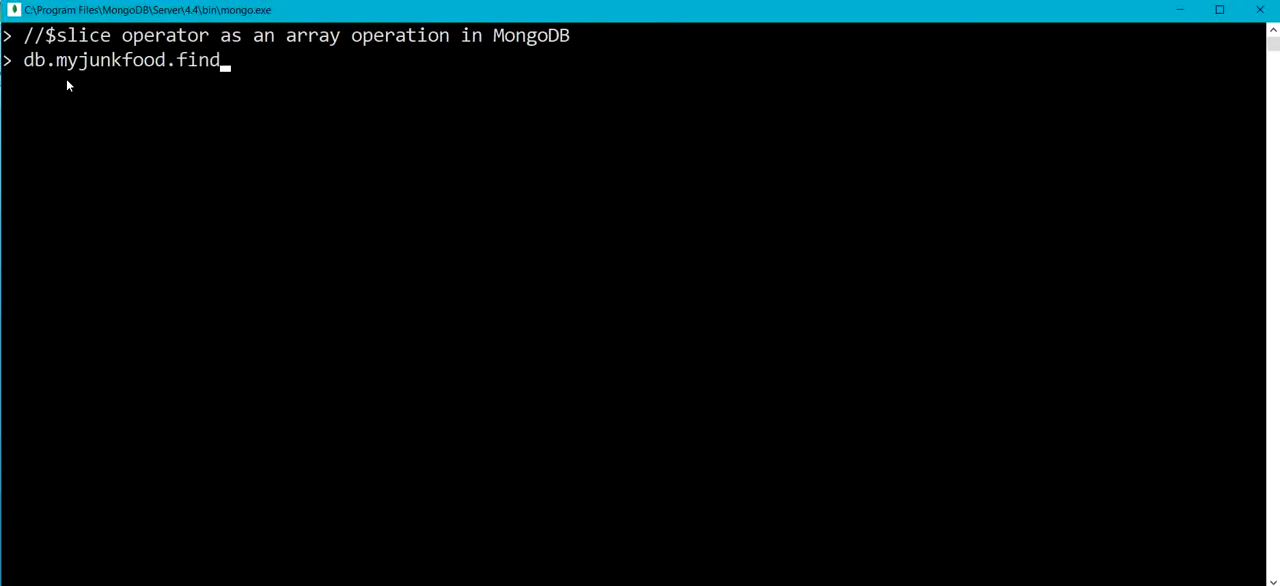 C:\Program Files\MongoDB\Server\4.4\bin\mongo.exe
> //$slice operator as an array operation in MongoDB
> db.myjunkfood.find